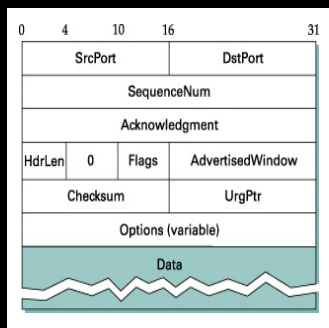 0 4 10 16 31
SrcPort DstPort
SequenceNum
Acknowledgment
HdrLen 0 Flags AdvertisedWindow
Checksum UrgPtr
Options (variable)
Data